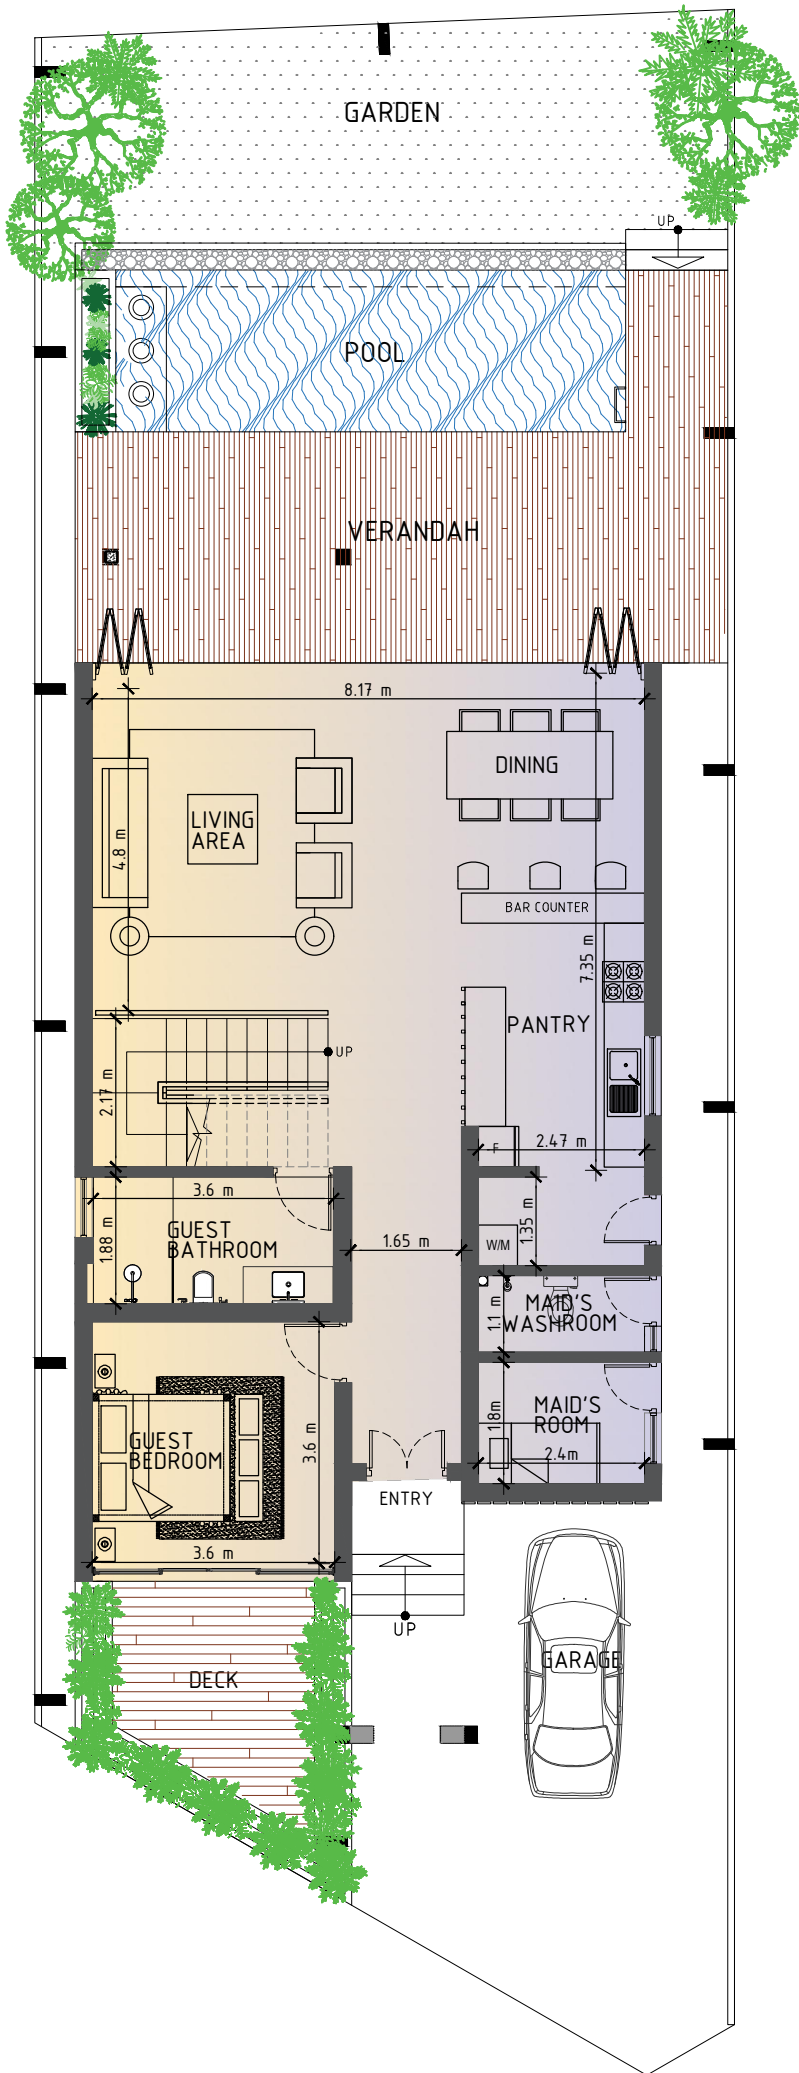 GARDEN
UP
POOL
VERANDAH
8.17 m
DINING
LIVING
AREA
4.8 m
BAR COUNTER
7.35 m
PANTRY
UP
2.17 m
F
2.47 m
3.6 m
GUEST
BATHROOM
1.88 m
1.65 m
1.35 m
W/M
MAID'S
WASHROOM
1.1 m
MAID'S
ROOM
1.8m
2.4m
GUEST
BEDROOM
3.6 m
3.6 m
ENTRY
UP
GARAGE
DECK